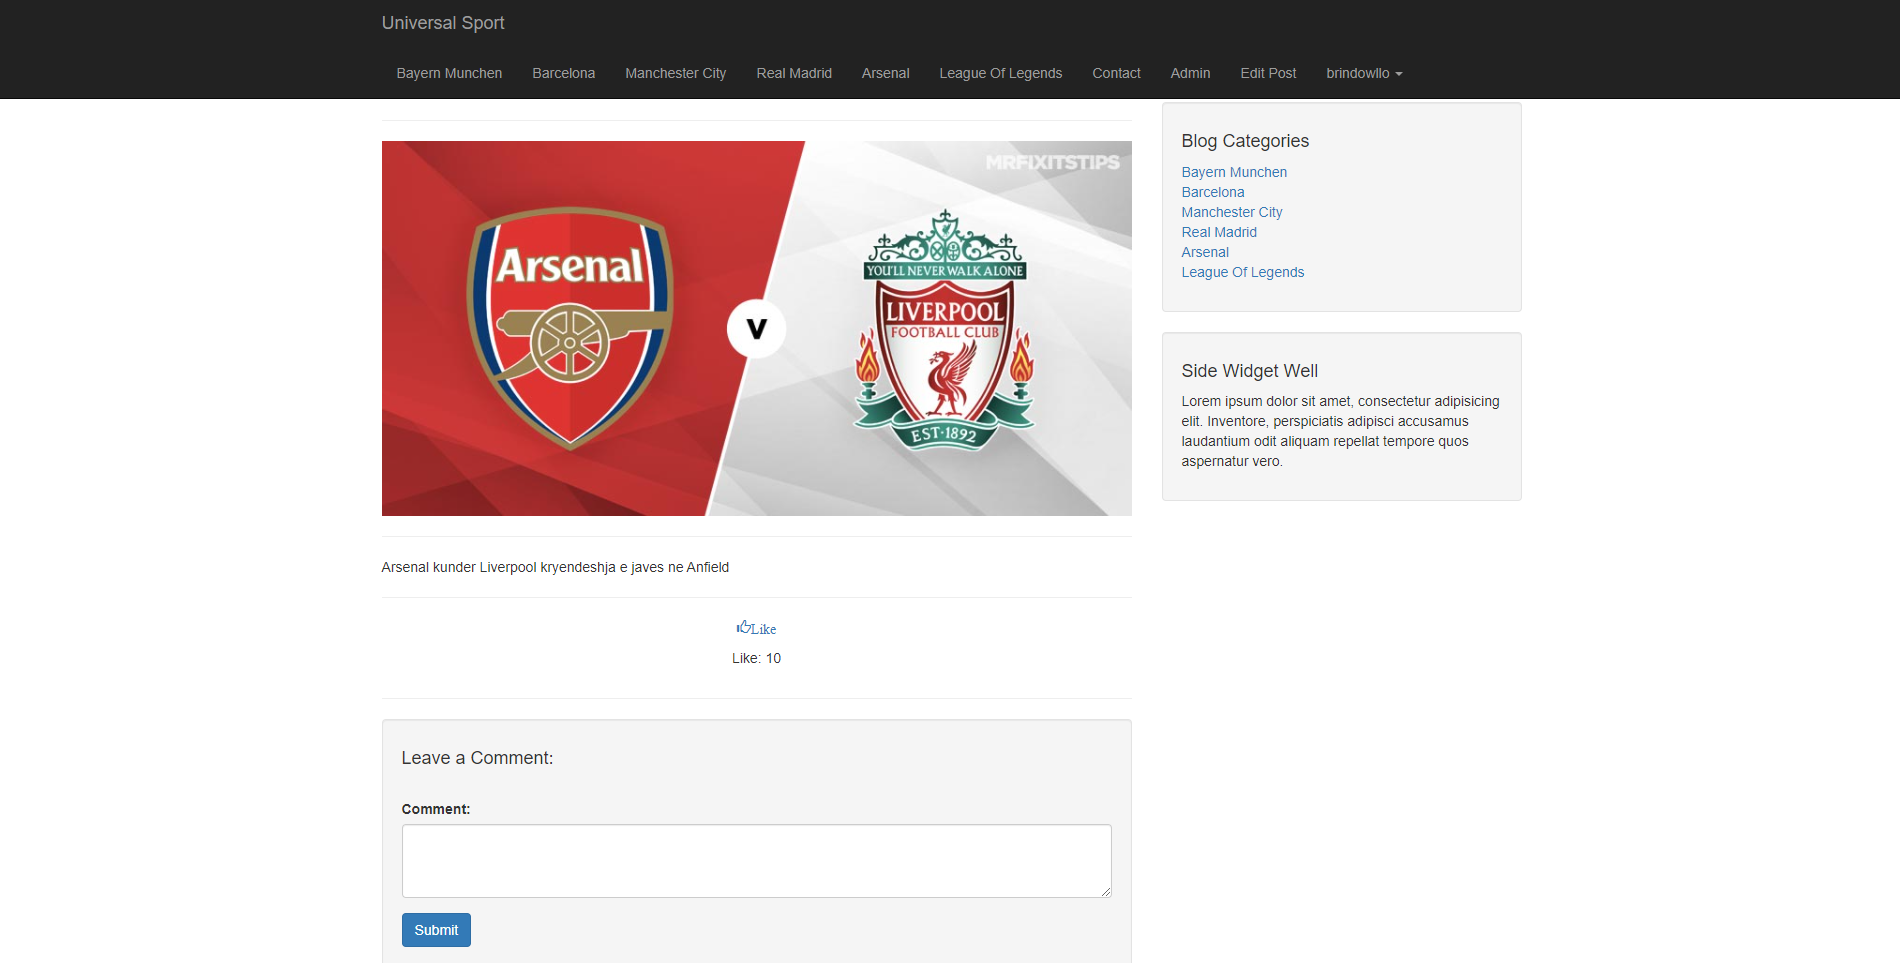 Universal Sport
Bayern Munchen Barcelona Manchester City Real Madrid Arsenal League Of Legends Contact Admin Edit Post brindowllo
MRFIXITSTIPS
Arsenal
V
YOU'LL NEVER WALK ALONE
LIVERPOOL
FOOTBALL CLUB
EST·1892
Arsenal kunder Liverpool kryendeshja e javes ne Anfield
Like
Like: 10
Leave a Comment:
Comment:
Submit
Blog Categories
Bayern Munchen
Barcelona
Manchester City
Real Madrid
Arsenal
League Of Legends
Side Widget Well
Lorem ipsum dolor sit amet, consectetur adipisicing
elit. Inventore, perspiciatis adipisci accusamus
laudantium odit aliquam repellat tempore quos
aspernatur vero.